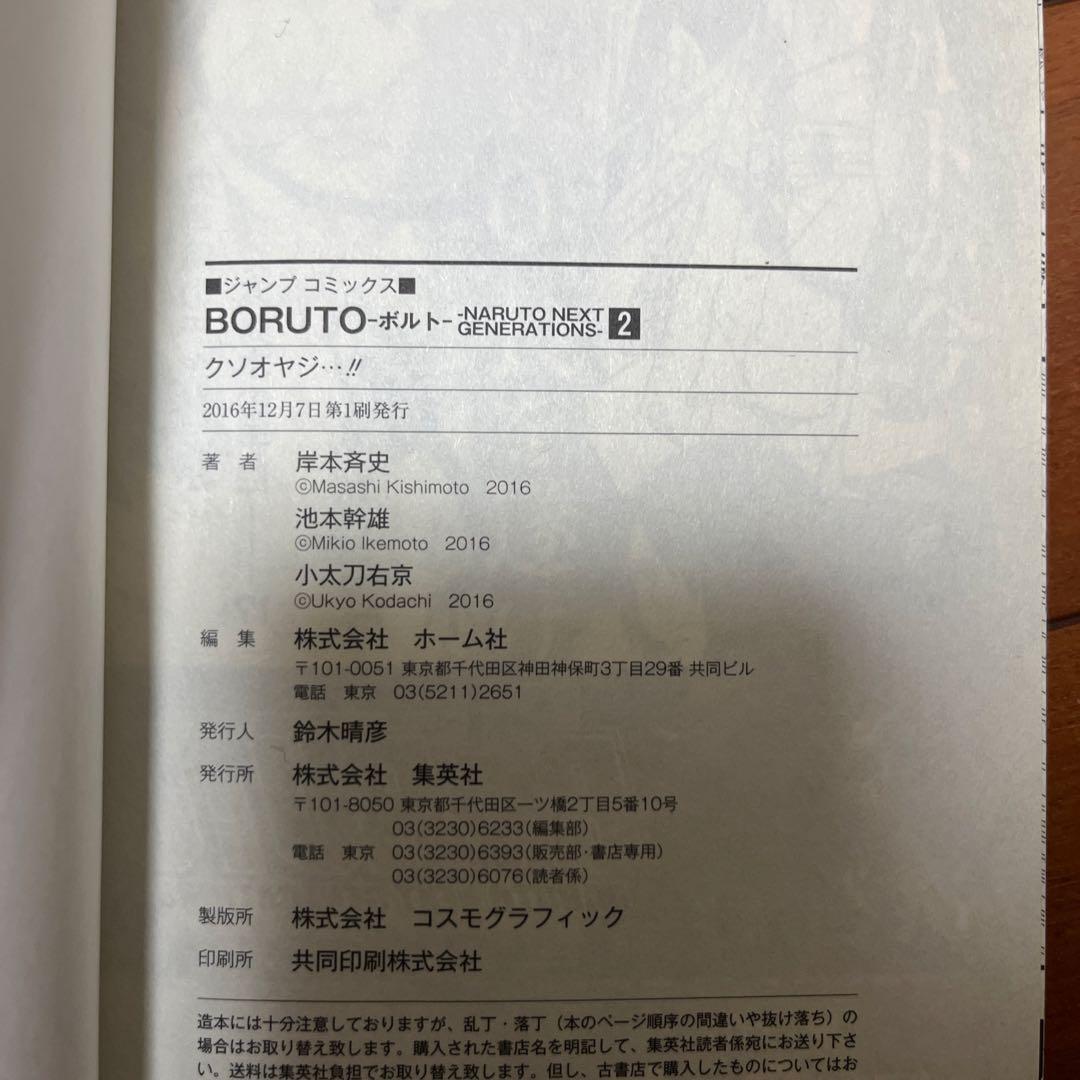 ■ジャンプ コミックス■
BORUTO-ボルト- -NARUTO NEXT GENERATIONS- 2
クソオヤジ…!!
2016年12月7日 第1刷発行
著 者 岸本斉史
©Masashi Kishimoto 2016
池本幹雄
©Mikio Ikemoto 2016
小太刀右京
©Ukyo Kodachi 2016
編 集 株式会社 ホーム社
〒101-0051 東京都千代田区神田神保町3丁目29番 共同ビル
電話 東京 03(5211)2651
発行人 鈴木晴彦
発行所 株式会社 集英社
〒101-8050 東京都千代田区一ツ橋2丁目5番10号
03(3230)6233(編集部)
電話 東京 03(3230)6393(販売部・書店専用)
03(3230)6076(読者係)
製版所 株式会社 コスモグラフィック
印刷所 共同印刷株式会社
造本には十分注意しておりますが、乱丁・落丁(本のページ順序の間違いや抜け落ち)の
場合はお取り替え致します。購入された書店名を明記して、集英社読者係宛にお送り下さ
い。送料は集英社負担でお取り替え致します。但し、古書店で購入したものについてはお